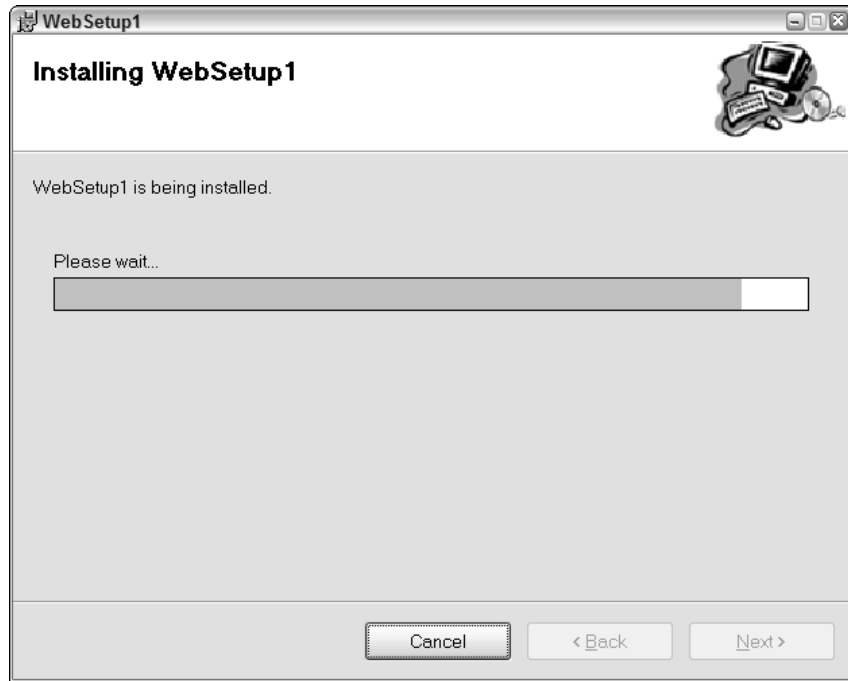 WebSetup1
Installing WebSetup1
WebSetup1 is being installed.
Please wait...
Cancel
< Back
Next >